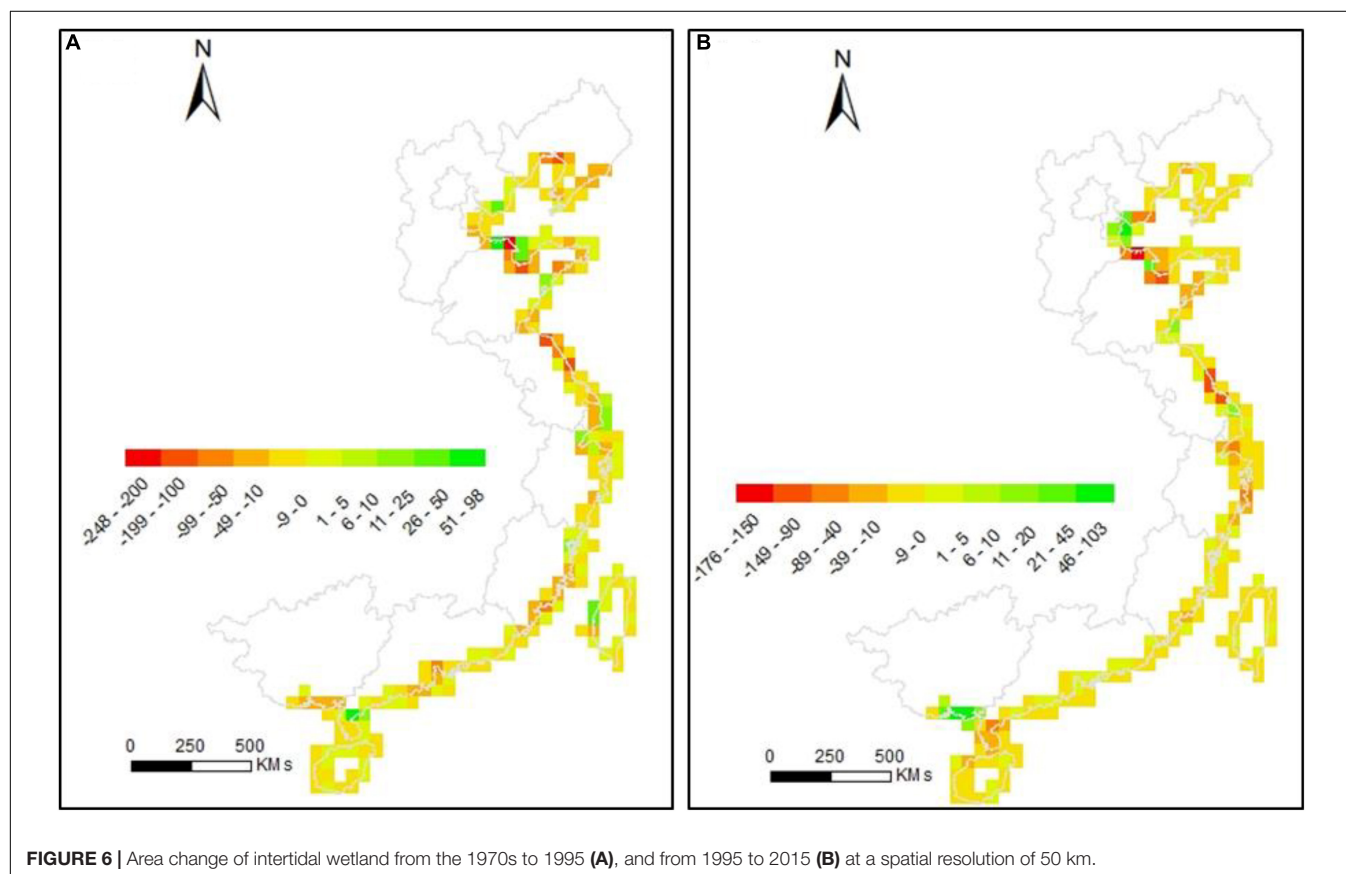 A
N
-248 - -200
-199 - -100
-99 - -50
-49 - -10
-9 - 0
1 - 5
6 - 10
11 - 25
26 - 50
51 - 98
0 250 500
KMs
B
N
-176 - -150
-149 - -90
-89 - -40
-39 - -10
-9 - 0
1 - 5
6 - 10
11 - 20
21 - 45
46 - 103
0 250 500
KMs
FIGURE 6 | Area change of intertidal wetland from the 1970s to 1995 (A), and from 1995 to 2015 (B) at a spatial resolution of 50 km.